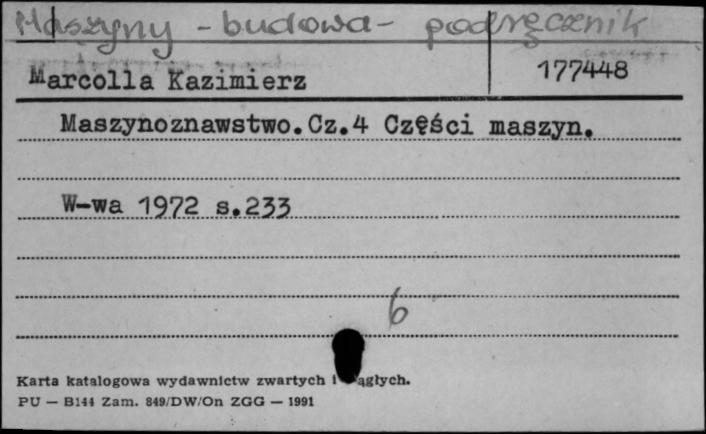 Maszyny - budowa - podręcznik
Marcolla Kazimierz 177448
Maszynoznawstwo. Cz. 4 Części maszyn.
W-wa 1972 s. 233
6
Karta katalogowa wydawnictw zwartych i ągłych.
PU — B144 Zam. 849/DW/On ZGG — 1991